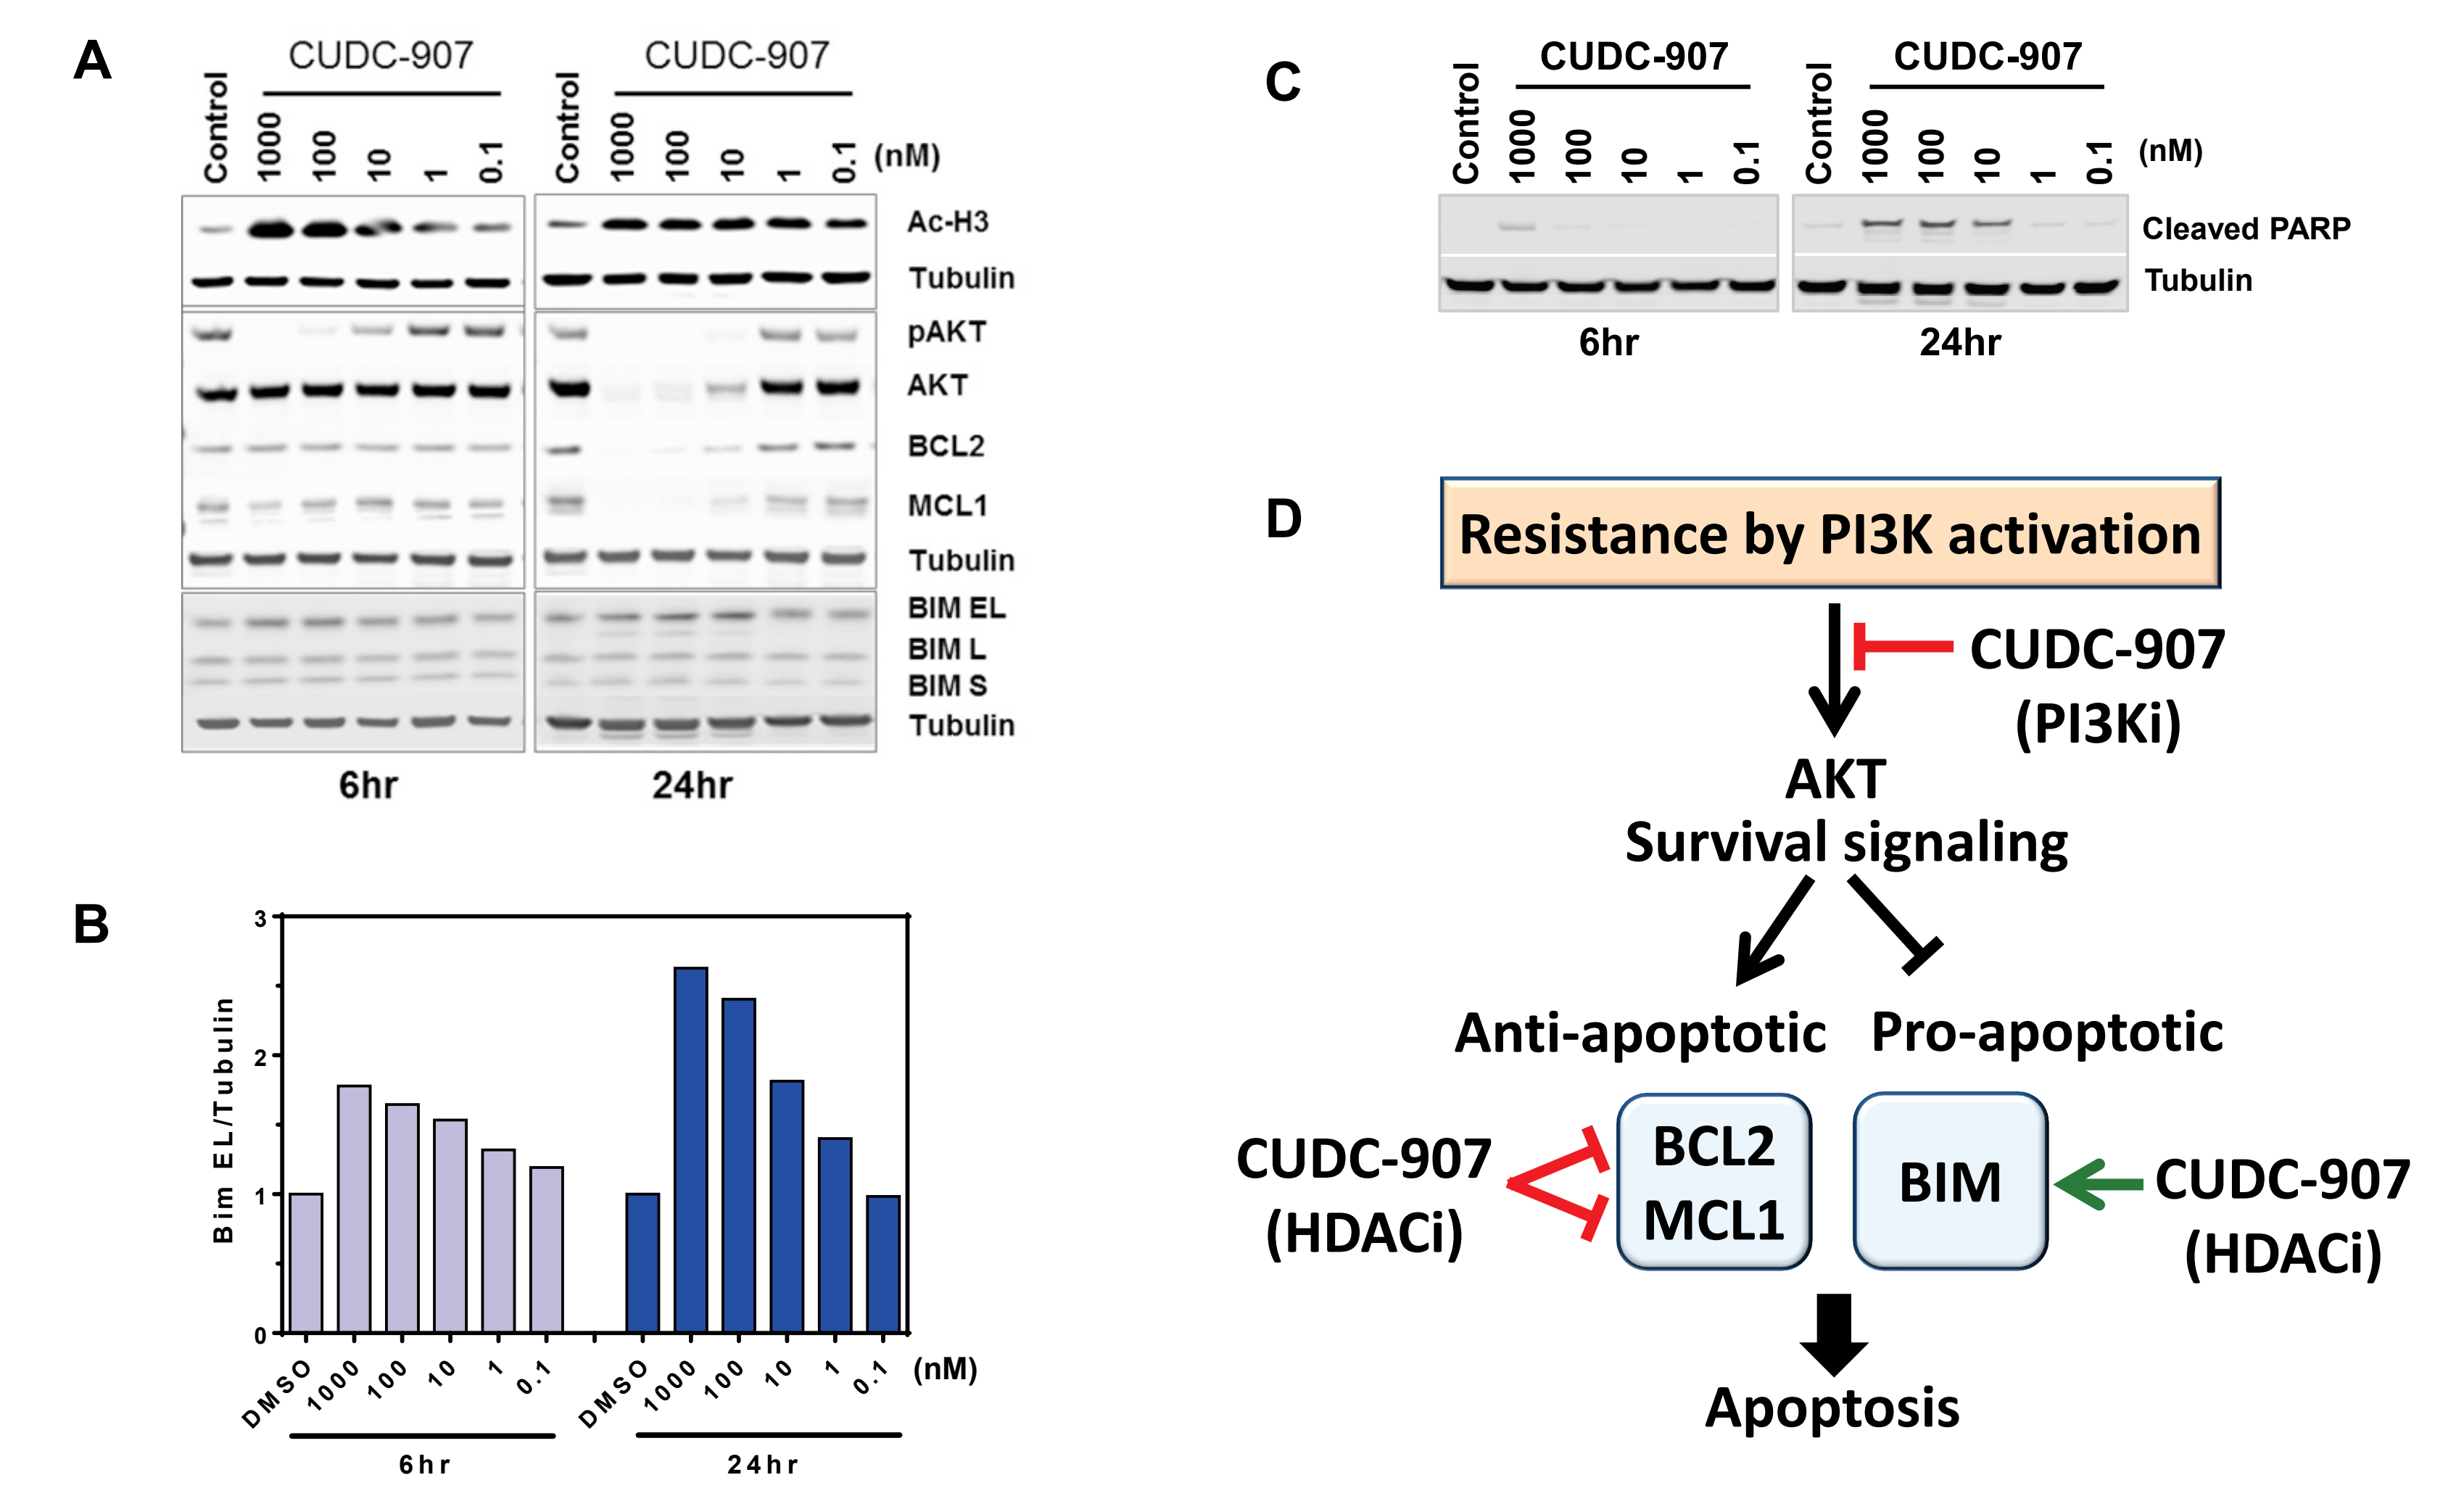 A
CUDC-907
CUDC-907
Control
1000
100
10
1
0.1
Control
1000
100
10
1
0.1
(nM)
Ac-H3
Tubulin
pAKT
AKT
BCL2
MCL1
Tubulin
BIM EL
BIM L
BIM S
Tubulin
6hr
24hr
B
Bim EL/Tubulin
3
2
1
0
DMSO
1000
100
10
1
0.1
DMSO
1000
100
10
1
0.1
(nM)
6hr
24hr
C
CUDC-907
CUDC-907
Control
1000
100
10
1
0.1
Control
1000
100
10
1
0.1
(nM)
Cleaved PARP
Tubulin
6hr
24hr
D
Resistance by PI3K activation
CUDC-907
(PI3Ki)
AKT
Survival signaling
Anti-apoptotic
Pro-apoptotic
CUDC-907
(HDACi)
BCL2
MCL1
BIM
CUDC-907
(HDACi)
Apoptosis